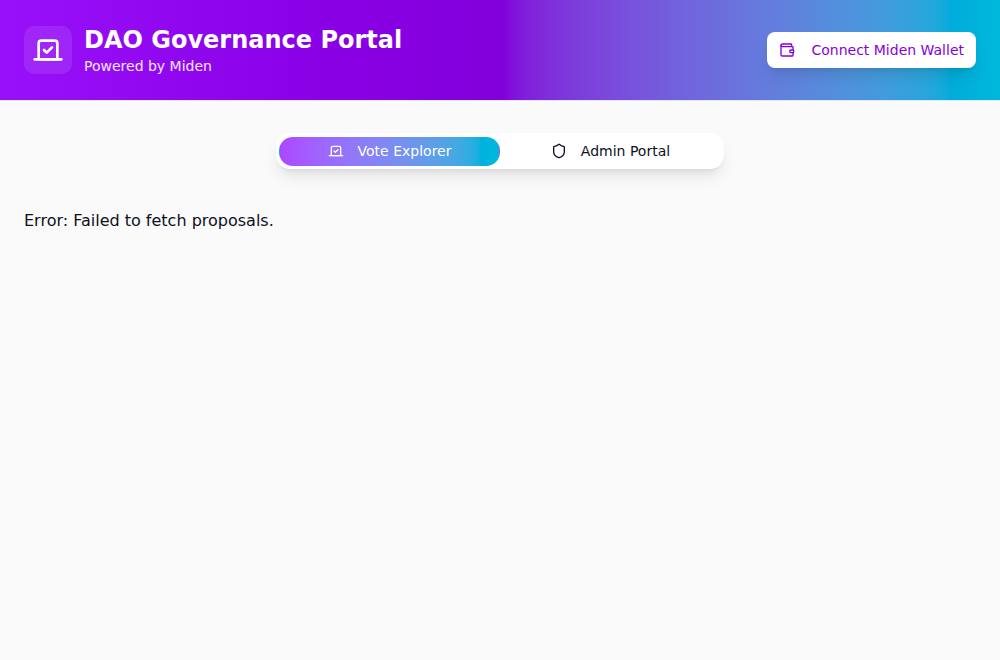 DAO Governance Portal
Powered by Miden
Connect Miden Wallet
Vote Explorer
Admin Portal
Error: Failed to fetch proposals.